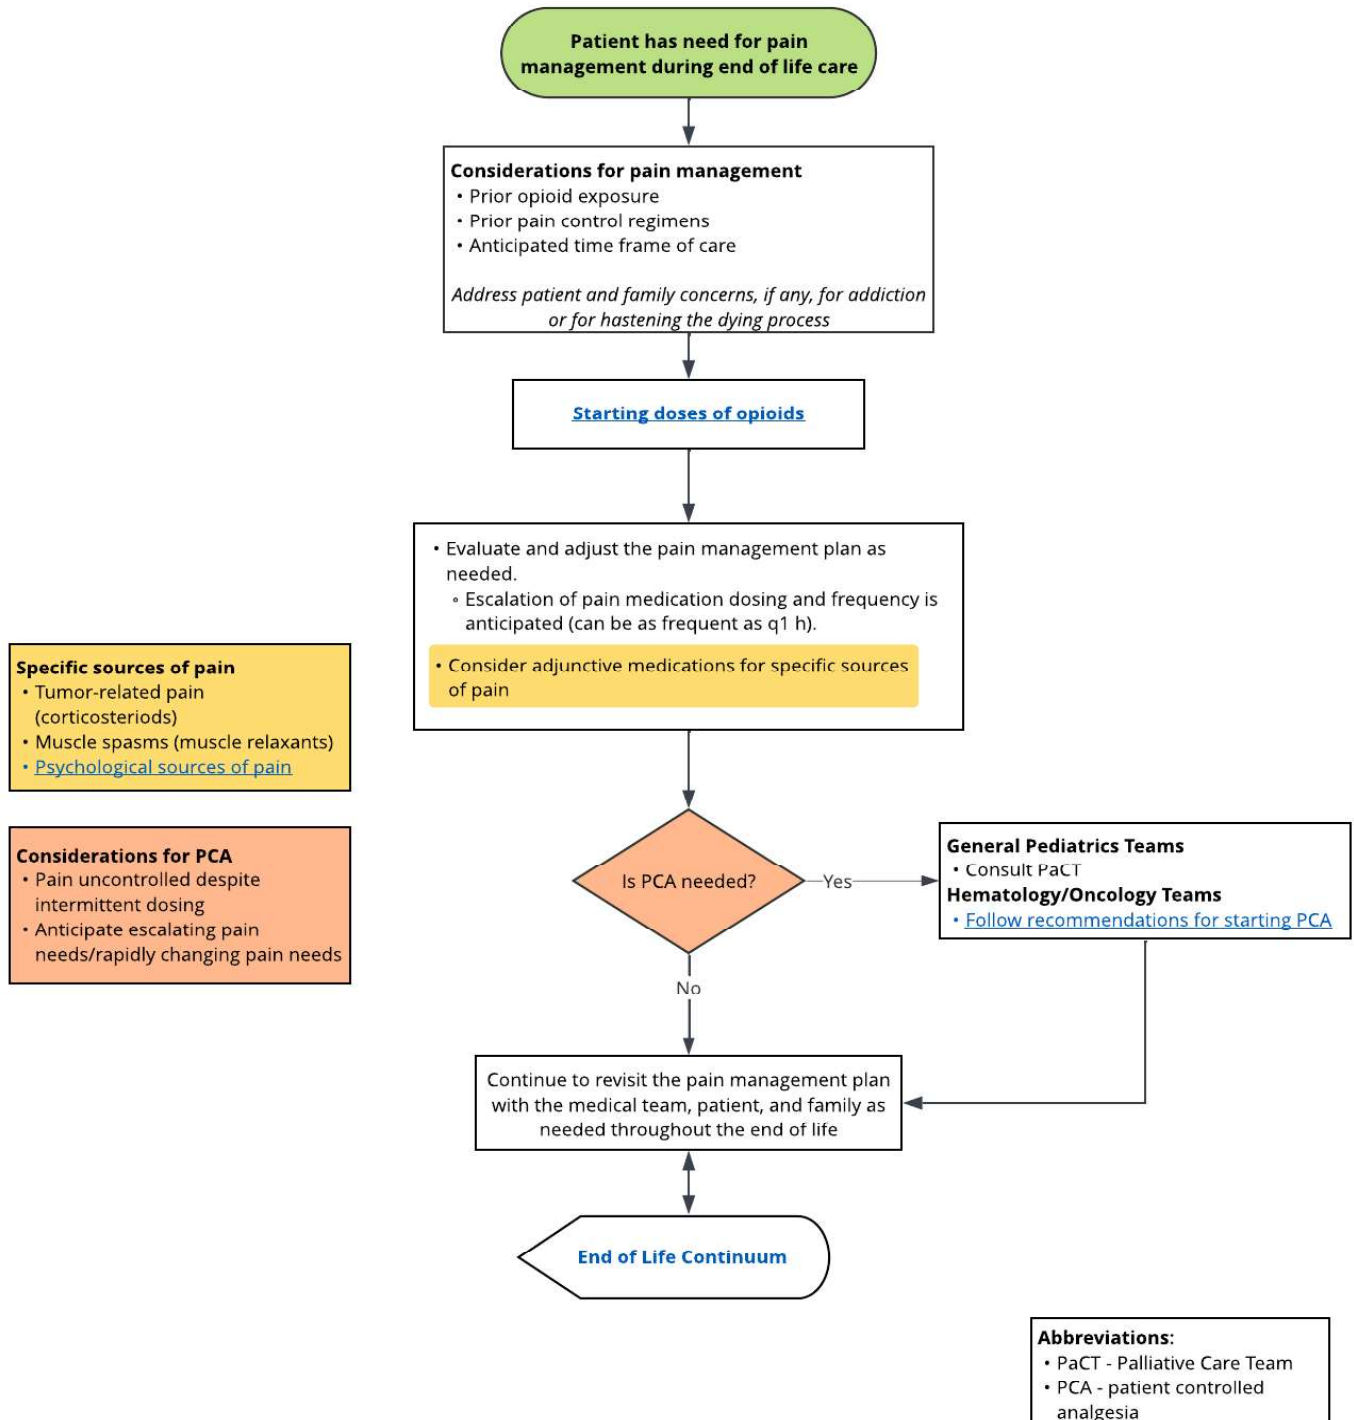 Patient has need for pain
management during end of life care
Considerations for pain management
• Prior opioid exposure
• Prior pain control regimens
• Anticipated time frame of care
Address patient and family concerns, if any, for addiction
or for hastening the dying process
Starting doses of opioids
• Evaluate and adjust the pain management plan as
needed.
◦ Escalation of pain medication dosing and frequency is
anticipated (can be as frequent as q1 h).
• Consider adjunctive medications for specific sources
of pain
Specific sources of pain
• Tumor-related pain
(corticosteriods)
• Muscle spasms (muscle relaxants)
• Psychological sources of pain
Considerations for PCA
• Pain uncontrolled despite
intermittent dosing
• Anticipate escalating pain
needs/rapidly changing pain needs
Is PCA needed?
Yes
General Pediatrics Teams
• Consult PaCT
Hematology/Oncology Teams
• Follow recommendations for starting PCA
No
Continue to revisit the pain management plan
with the medical team, patient, and family as
needed throughout the end of life
End of Life Continuum
Abbreviations:
• PaCT - Palliative Care Team
• PCA - patient controlled
analgesia